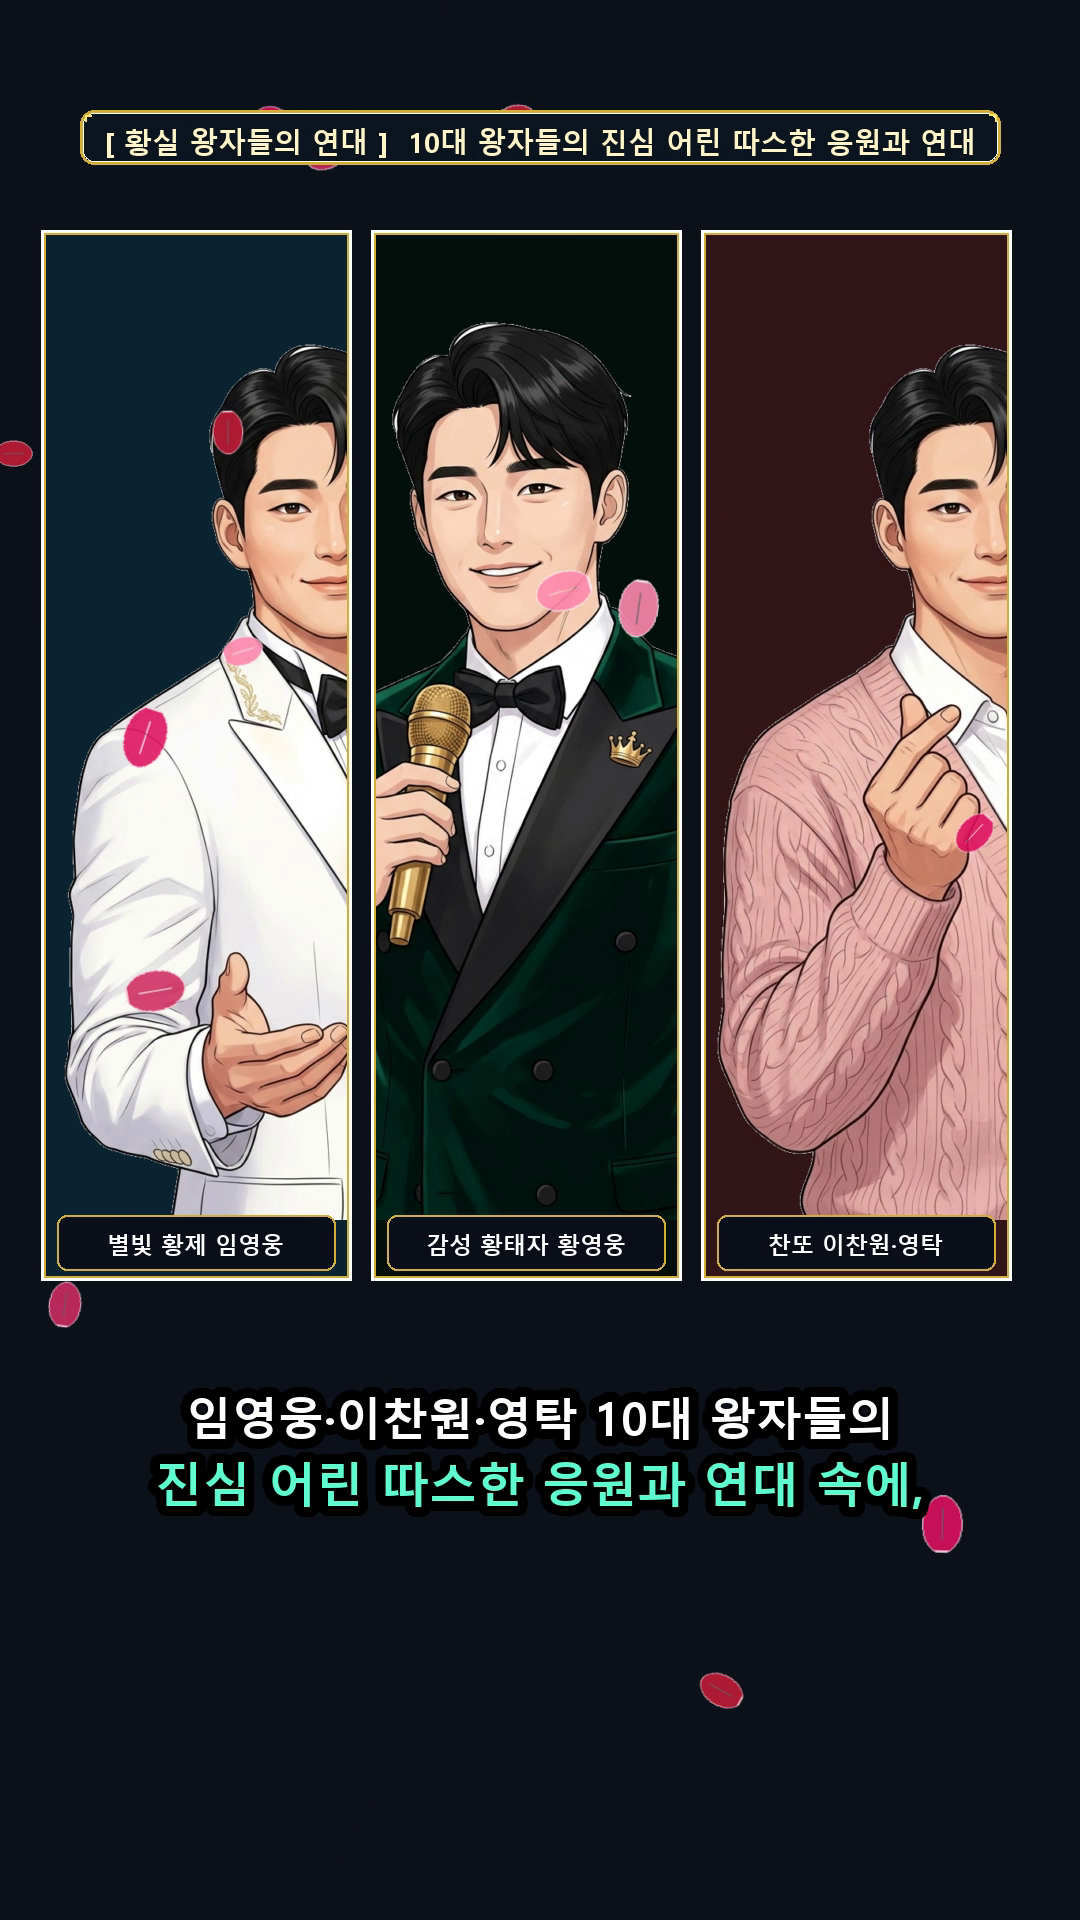 [ 황실 왕자들의 연대 ] 10대 왕자들의 진심 어린 따스한 응원과 연대
별빛 황제 임영웅
감성 황태자 황영웅
찬또 이찬원·영탁
임영웅·이찬원·영탁 10대 왕자들의
진심 어린 따스한 응원과 연대 속에,